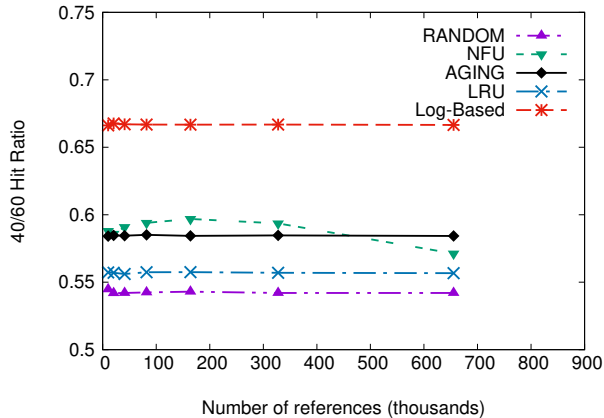 0.75
0.7
0.65
0.6
0.55
0.5
40/60 Hit Ratio
RANDOM
NFU
AGING
LRU
Log-Based
0 100 200 300 400 500 600 700 800 900
Number of references (thousands)